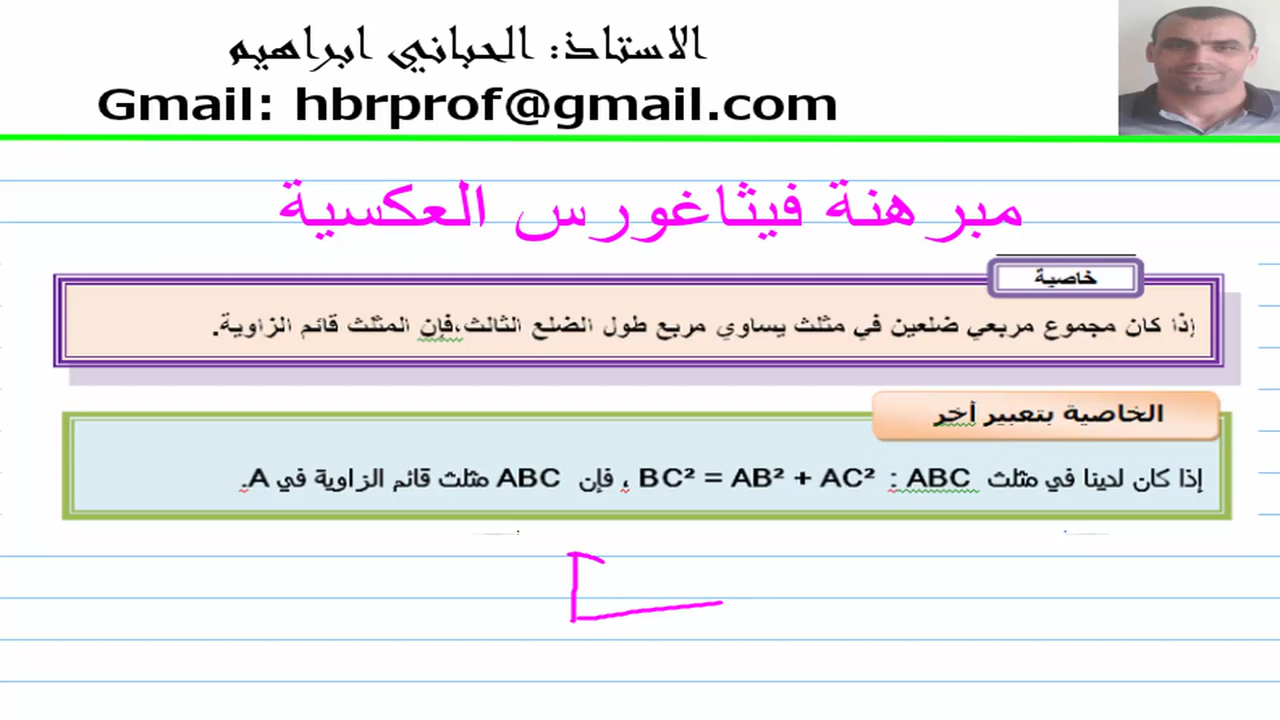 الاستاذ: الحباني ابراهيم
Gmail: hbrprof@gmail.com
مبرهنة فيثاغورس العكسية
خاصية
إذا كان مجموع مربعي ضلعين في مثلث يساوي مربع طول الضلع الثالث،فإن المثلث قائم الزاوية.
الخاصية بتعبير أخر
إذا كان لدينا في مثلث ABC : BC² = AB² + AC² ، فإن ABC مثلث قائم الزاوية في A.